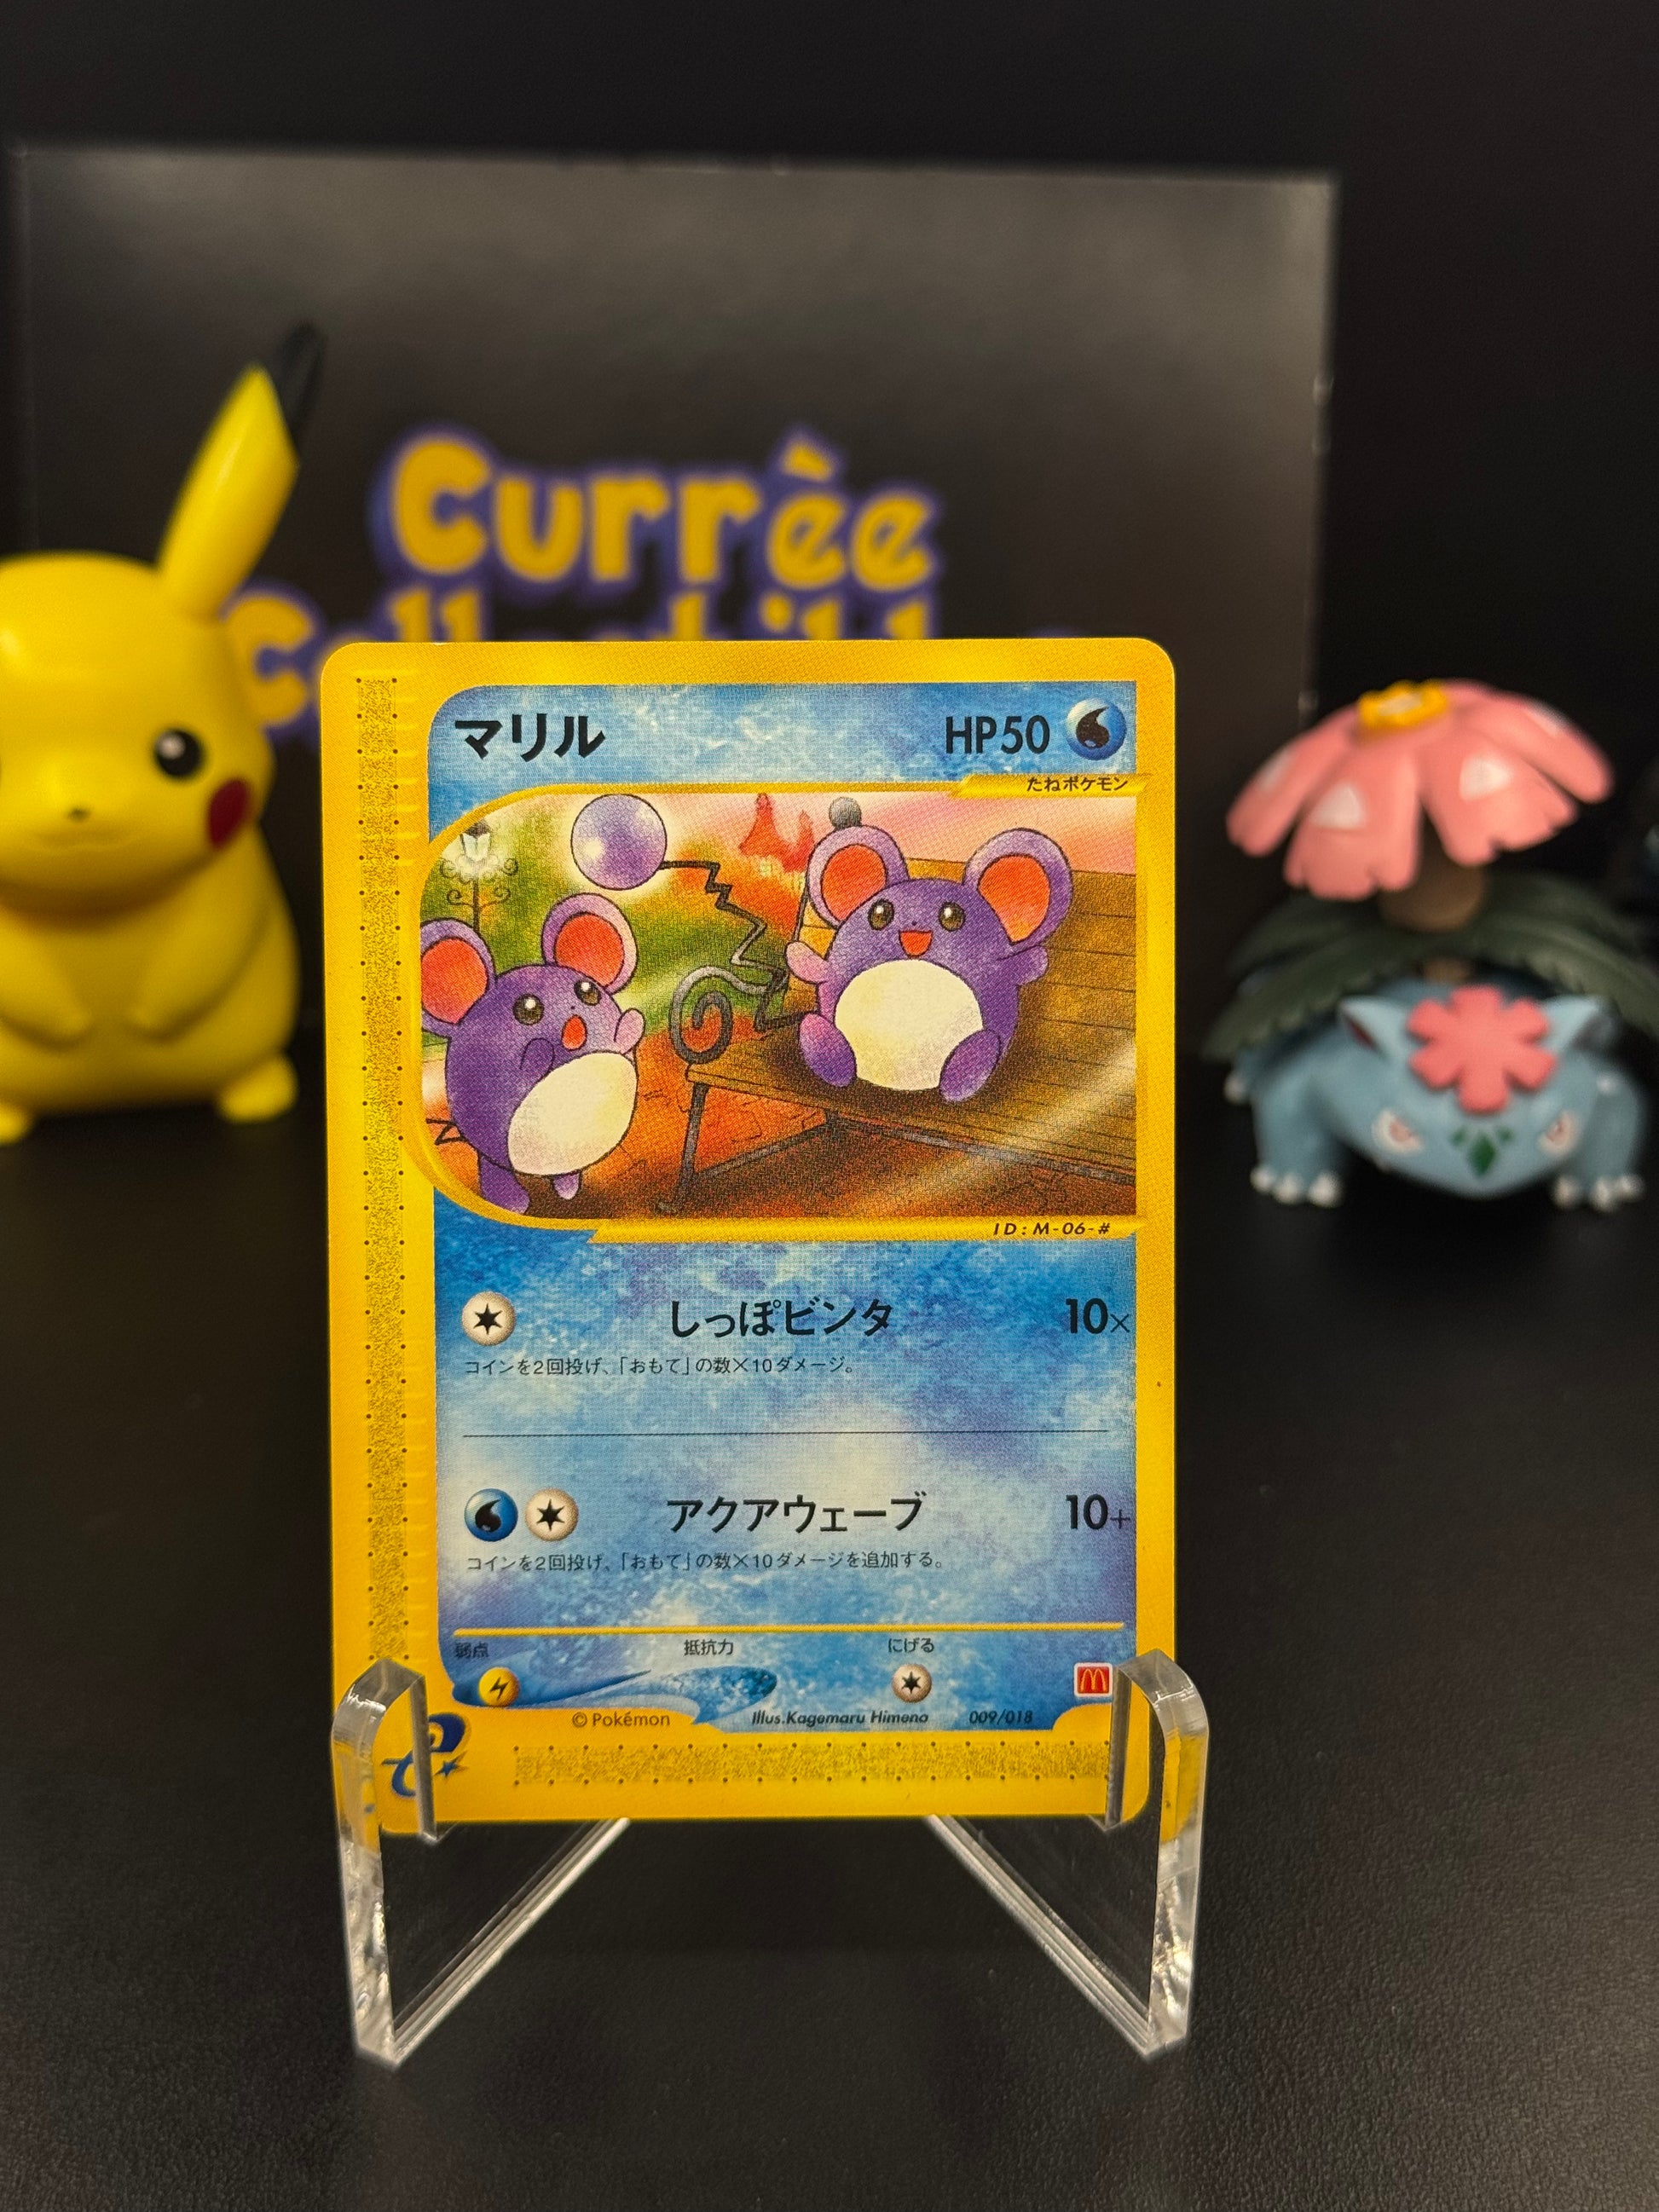 Currèe
マリル
HP50
たねポケモン
ID:M-06-#
しっぽビンタ
10×
コインを2回投げ、「おもて」の数×10ダメージ。
アクアウェーブ
10+
コインを2回投げ、「おもて」の数×10ダメージを追加する。
弱点 抵抗力 にげる
©Pokémon Illus.Kagemaru Himeno 009/018